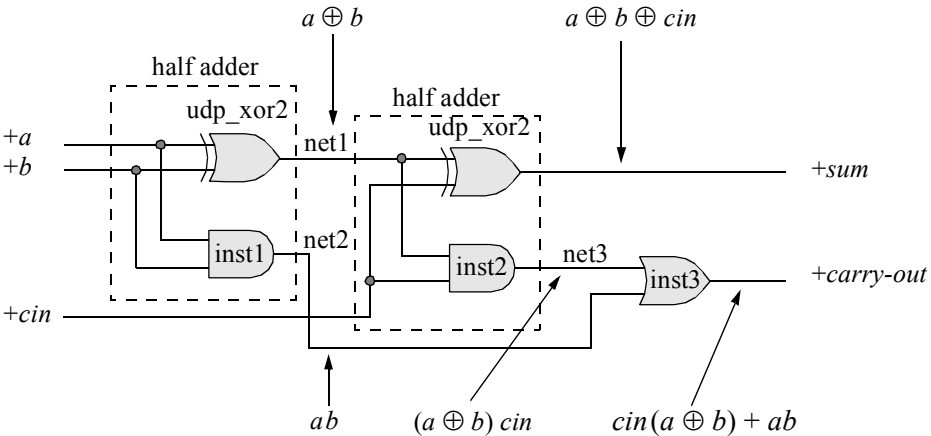 a ⊕ b
a ⊕ b ⊕ cin
half adder
half adder
udp_xor2
udp_xor2
+a
net1
+b
+sum
inst1
net2
inst2
net3
inst3
+carry-out
+cin
ab
(a ⊕ b) cin
cin(a ⊕ b) + ab